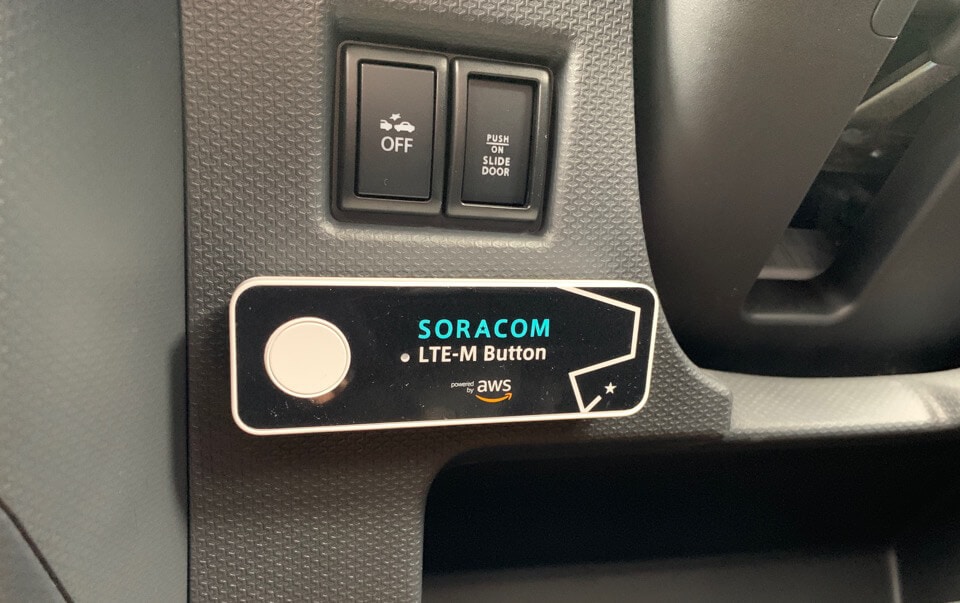 OFF
PUSH
ON
SLIDE
DOOR
SORACOM
LTE-M Button
powered
by
aws